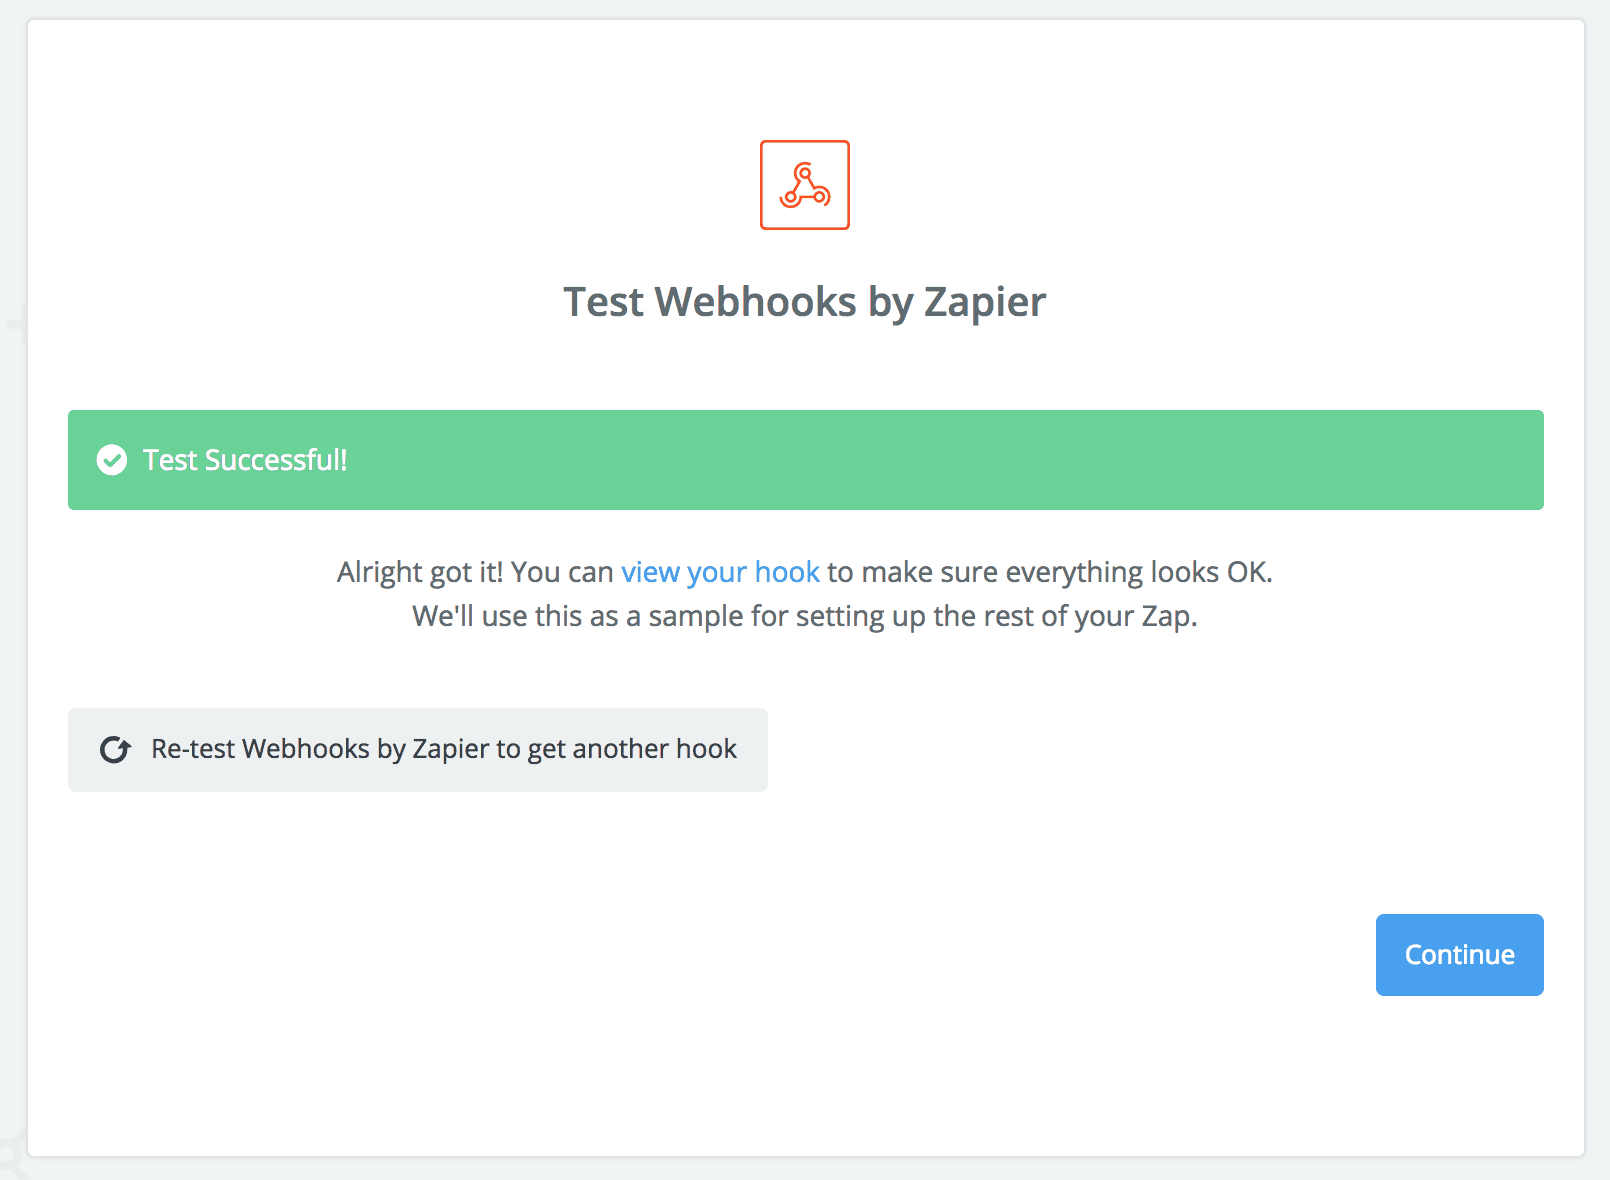 Test Webhooks by Zapier
Test Successful!
Alright got it! You can view your hook to make sure everything looks OK.
We'll use this as a sample for setting up the rest of your Zap.
Re-test Webhooks by Zapier to get another hook
Continue